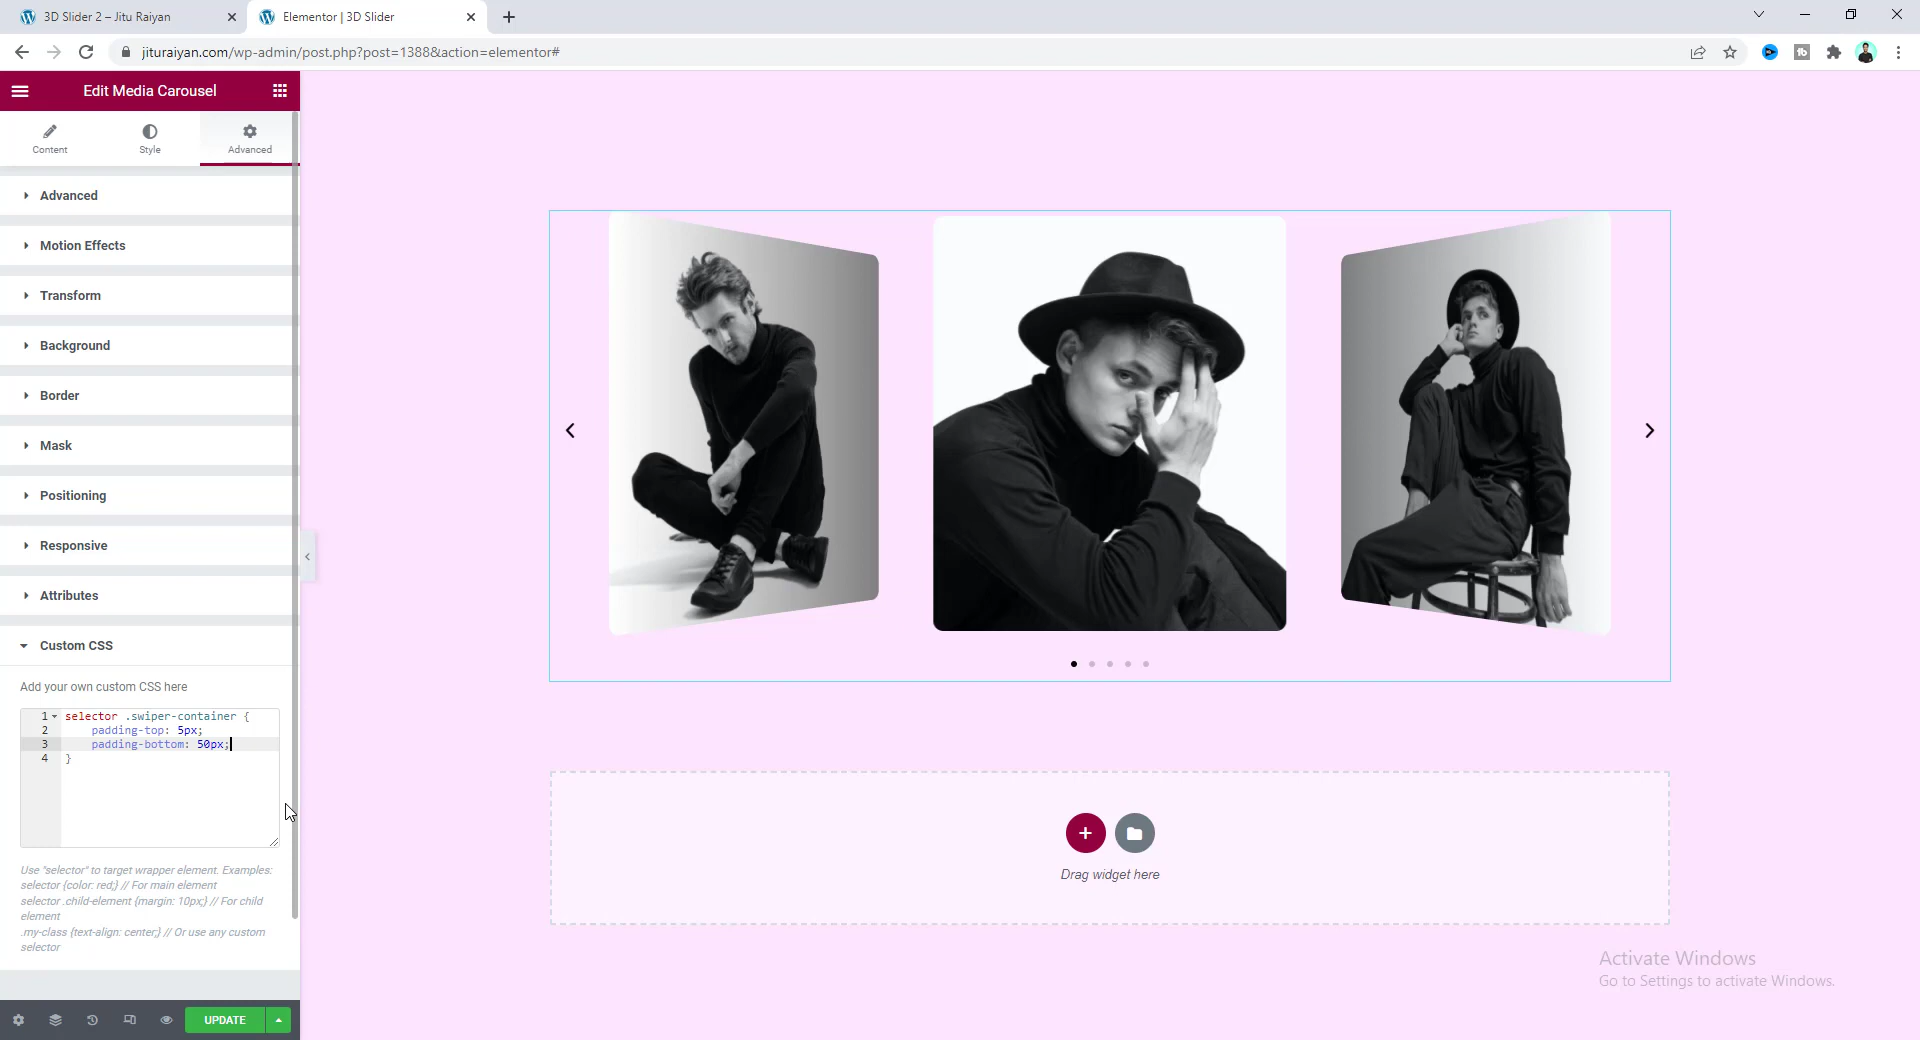 3D Slider 2 – Jitu Raiyan
Elementor | 3D Slider
jituraiyan.com/wp-admin/post.php?post=1388&action=elementor#
Edit Media Carousel
Content
Style
Advanced
Advanced
Motion Effects
Transform
Background
Border
Mask
Positioning
Responsive
Attributes
Custom CSS
Add your own custom CSS here
1 selector .swiper-container {
2 padding-top: 5px;
3 padding-bottom: 50px;
4 }
Use "selector" to target wrapper element. Examples:
selector {color: red;} // For main element
selector .child-element {margin: 10px;} // For child
element
.my-class {text-align: center;} // Or use any custom
selector
UPDATE
Drag widget here
Activate Windows
Go to Settings to activate Windows.